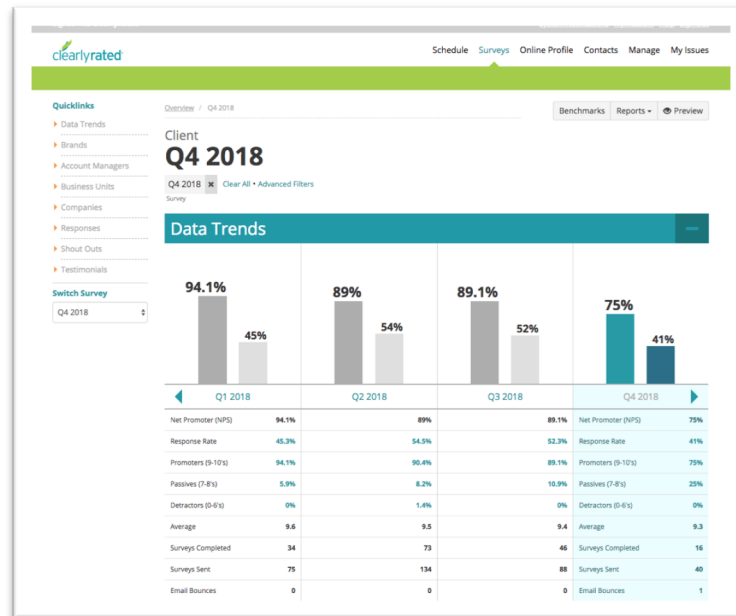 clearlyrated
Schedule Surveys Online Profile Contacts Manage My Issues
Quicklinks
Data Trends
Brands
Account Managers
Business Units
Companies
Responses
Shout Outs
Testimonials
Switch Survey
Q4 2018
Overview / Q4 2018
Benchmarks Reports Preview
Client
Q4 2018
Q4 2018 × Clear All • Advanced Filters
Survey
Data Trends
94.1% 45% 89% 54% 89.1% 52% 75% 41%
Q1 2018 Q2 2018 Q3 2018 Q4 2018
Net Promoter (NPS) 94.1% 89% 89.1% Net Promoter (NPS) 75%
Response Rate 45.3% 54.5% 52.3% Response Rate 41%
Promoters (9-10's) 94.1% 90.4% 89.1% Promoters (9-10's) 75%
Passives (7-8's) 5.9% 8.2% 10.9% Passives (7-8's) 25%
Detractors (0-6's) 0% 1.4% 0% Detractors (0-6's) 0%
Average 9.6 9.5 9.4 Average 9.3
Surveys Completed 34 73 46 Surveys Completed 16
Surveys Sent 75 134 88 Surveys Sent 40
Email Bounces 0 0 0 Email Bounces 1